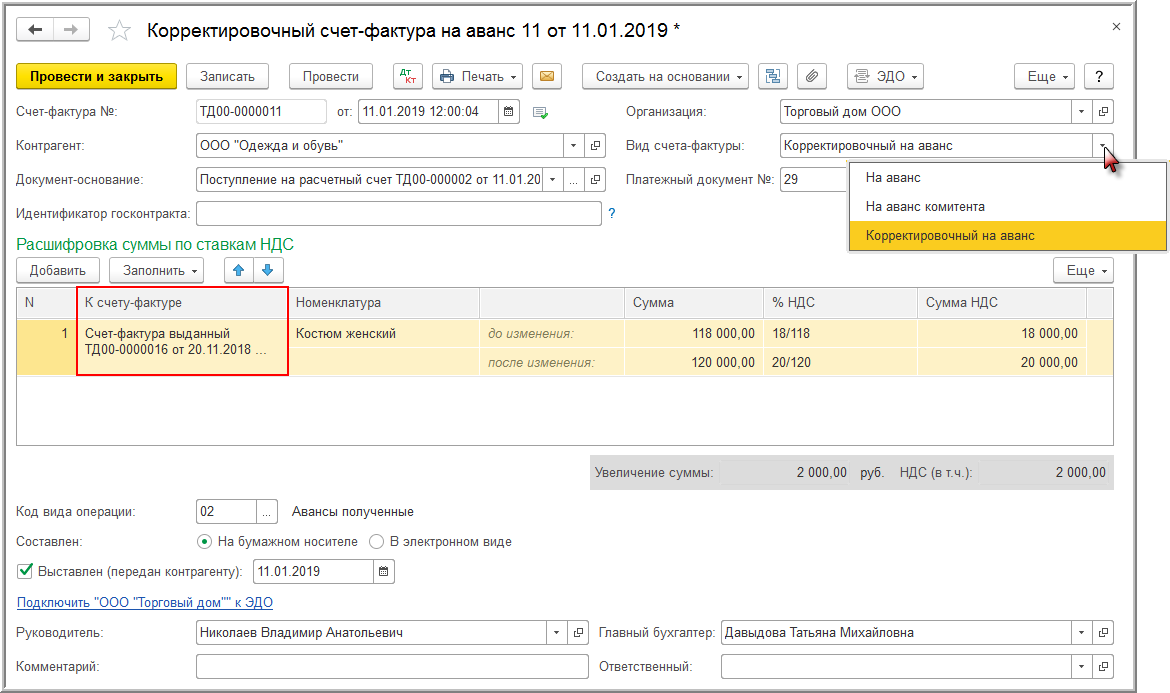 Корректировочный счет-фактура на аванс 11 от 11.01.2019 *
Провести и закрыть Записать Провести Дт Кт Печать Создать на основании ЭДО Еще ?
Счет-фактура №: ТД00-0000011 от: 11.01.2019 12:00:04 Организация: Торговый дом ООО
Контрагент: ООО "Одежда и обувь" Вид счета-фактуры: Корректировочный на аванс
Документ-основание: Поступление на расчетный счет ТД00-000002 от 11.01.20 ... Платежный документ №: 29
На аванс
На аванс комитента
Корректировочный на аванс
Идентификатор госконтракта: ?
Расшифровка суммы по ставкам НДС
Добавить Заполнить Еще
N К счету-фактуре Номенклатура Сумма % НДС Сумма НДС
1 Счет-фактура выданный Костюм женский до изменения: 118 000,00 18/118 18 000,00
ТД00-0000016 от 20.11.2018 ... после изменения: 120 000,00 20/120 20 000,00
Увеличение суммы: 2 000,00 руб. НДС (в т.ч.): 2 000,00
Код вида операции: 02 ... Авансы полученные
Составлен: На бумажном носителе В электронном виде
Выставлен (передан контрагенту): 11.01.2019
Подключить "ООО "Торговый дом"" к ЭДО
Руководитель: Николаев Владимир Анатольевич Главный бухгалтер: Давыдова Татьяна Михайловна
Комментарий: Ответственный: